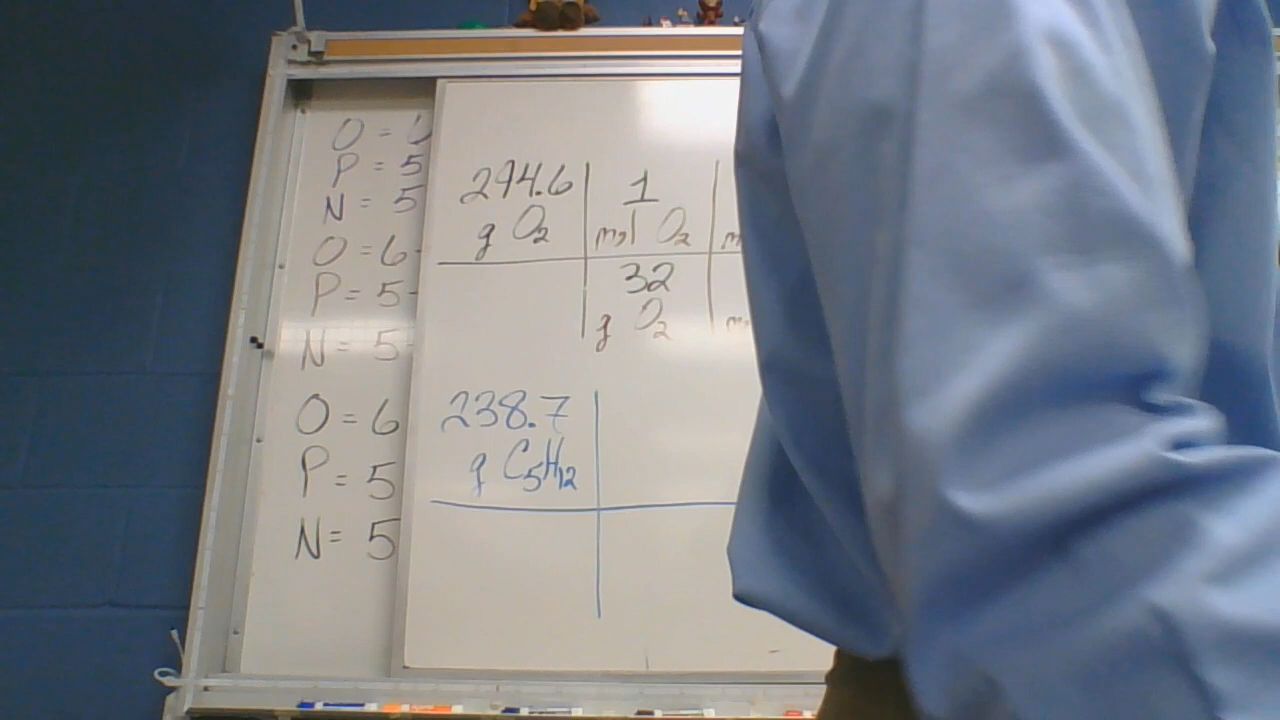 O =
P = 5
N = 5
O = 6
P = 5
N = 5
O = 6
P = 5
N = 5
294.6
g O₂
1
mol O₂
32
g O₂
238.7
g C₅H₁₂